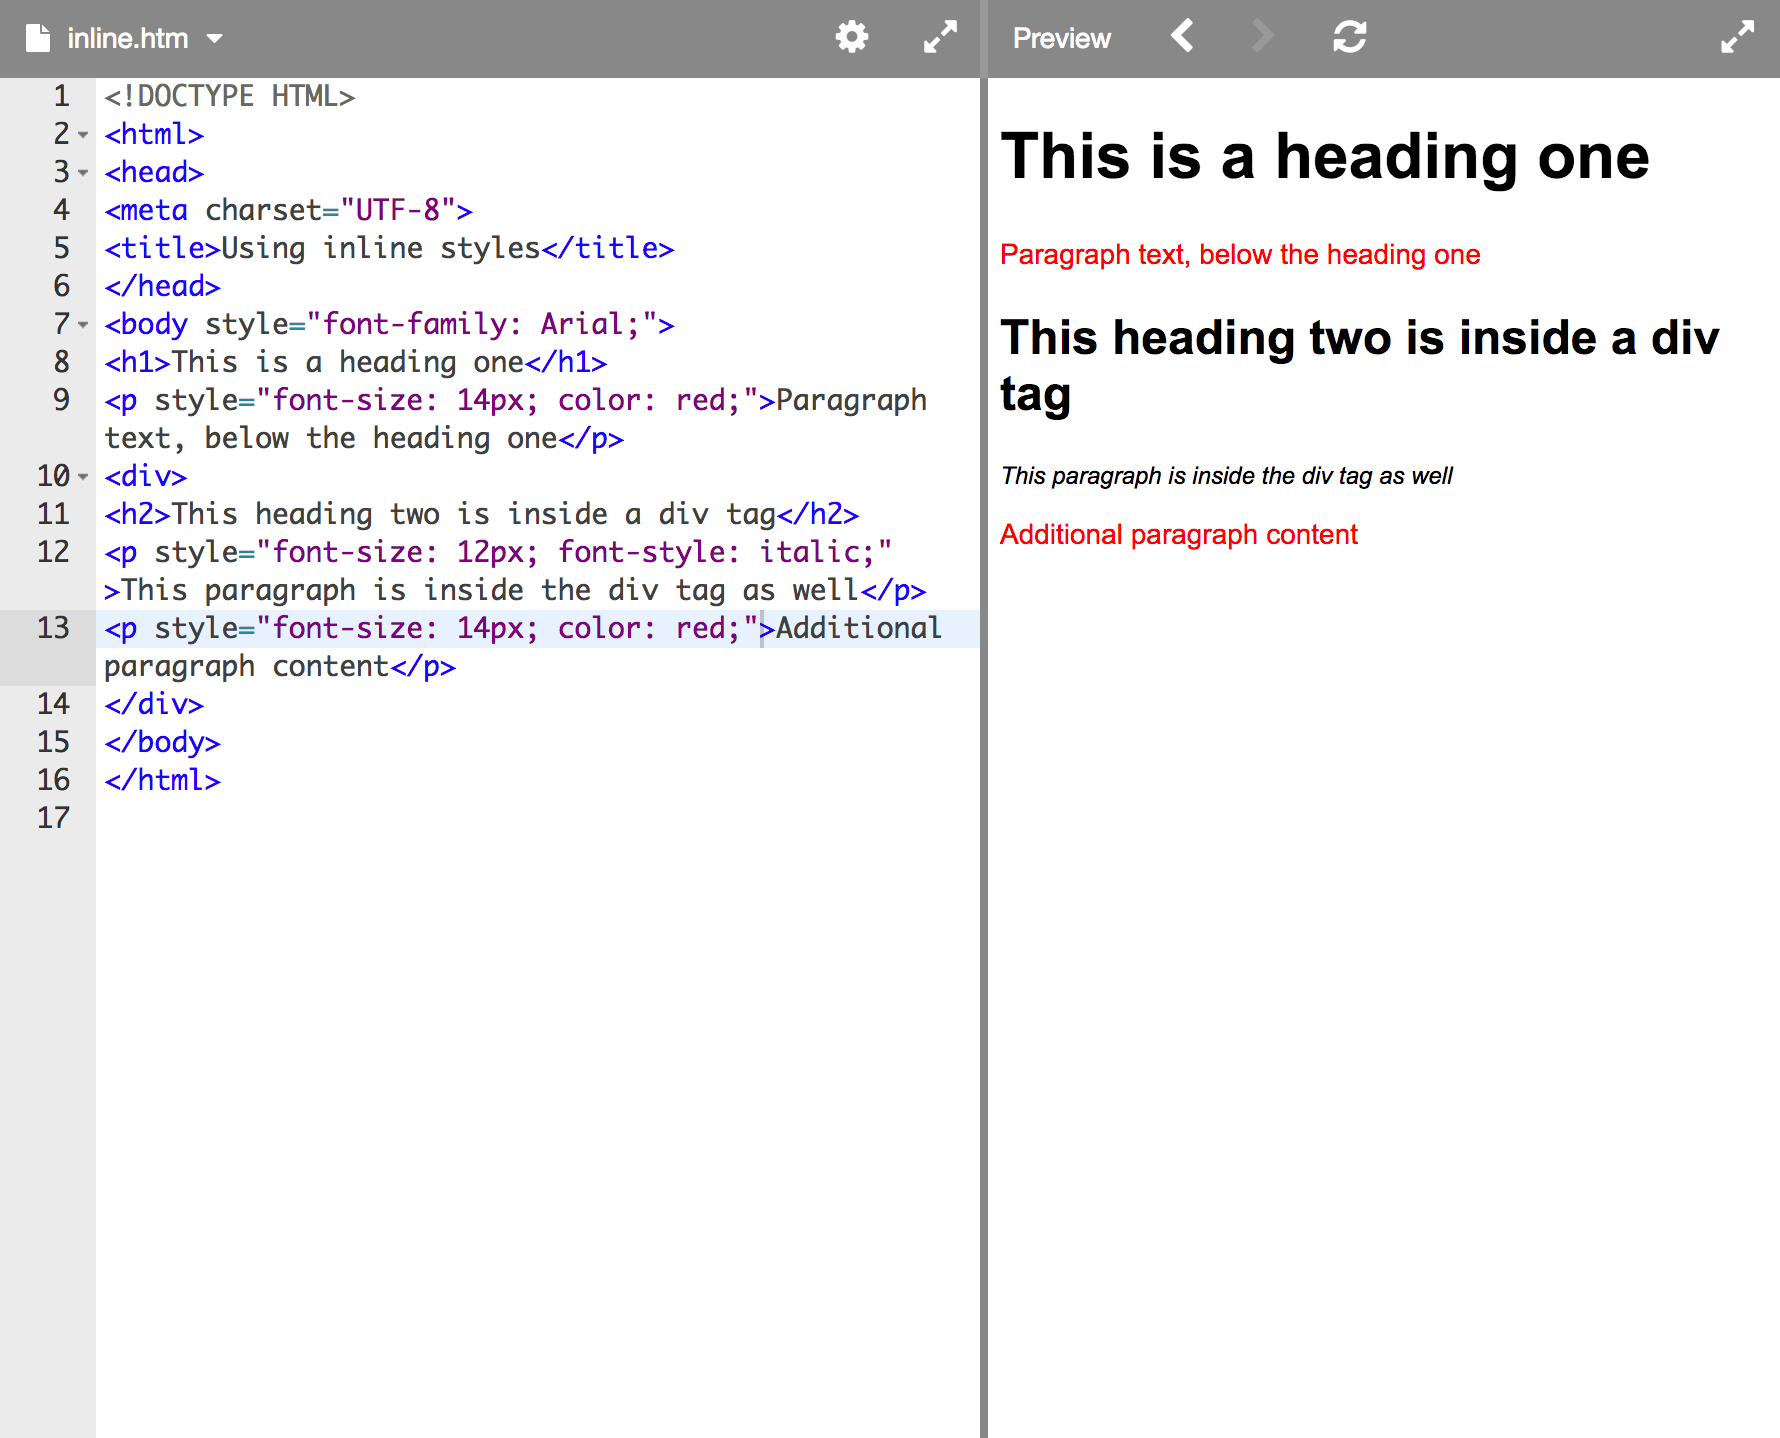 inline.htm
1 <!DOCTYPE HTML>
2 <html>
3 <head>
4 <meta charset="UTF-8">
5 <title>Using inline styles</title>
6 </head>
7 <body style="font-family: Arial;">
8 <h1>This is a heading one</h1>
9 <p style="font-size: 14px; color: red;">Paragraph
text, below the heading one</p>
10 <div>
11 <h2>This heading two is inside a div tag</h2>
12 <p style="font-size: 12px; font-style: italic;"
>This paragraph is inside the div tag as well</p>
13 <p style="font-size: 14px; color: red;">Additional
paragraph content</p>
14 </div>
15 </body>
16 </html>
17
Preview
This is a heading one
Paragraph text, below the heading one
This heading two is inside a div
tag
This paragraph is inside the div tag as well
Additional paragraph content